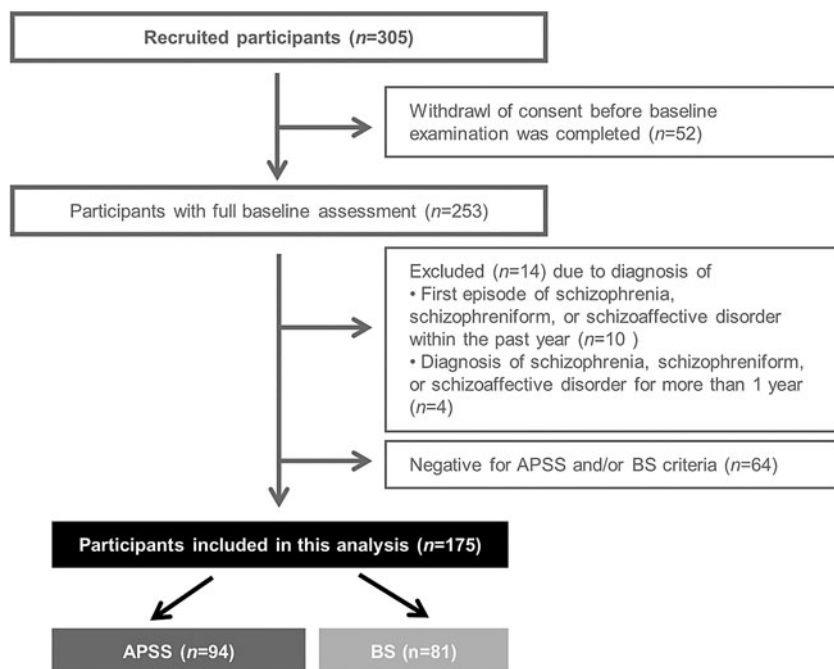 Recruited participants (n=305)
Withdrawl of consent before baseline
examination was completed (n=52)
Participants with full baseline assessment (n=253)
Excluded (n=14) due to diagnosis of
• First episode of schizophrenia,
schizophreniform, or schizoaffective disorder
within the past year (n=10 )
• Diagnosis of schizophrenia, schizophreniform,
or schizoaffective disorder for more than 1 year
(n=4)
Negative for APSS and/or BS criteria (n=64)
Participants included in this analysis (n=175)
APSS (n=94)
BS (n=81)